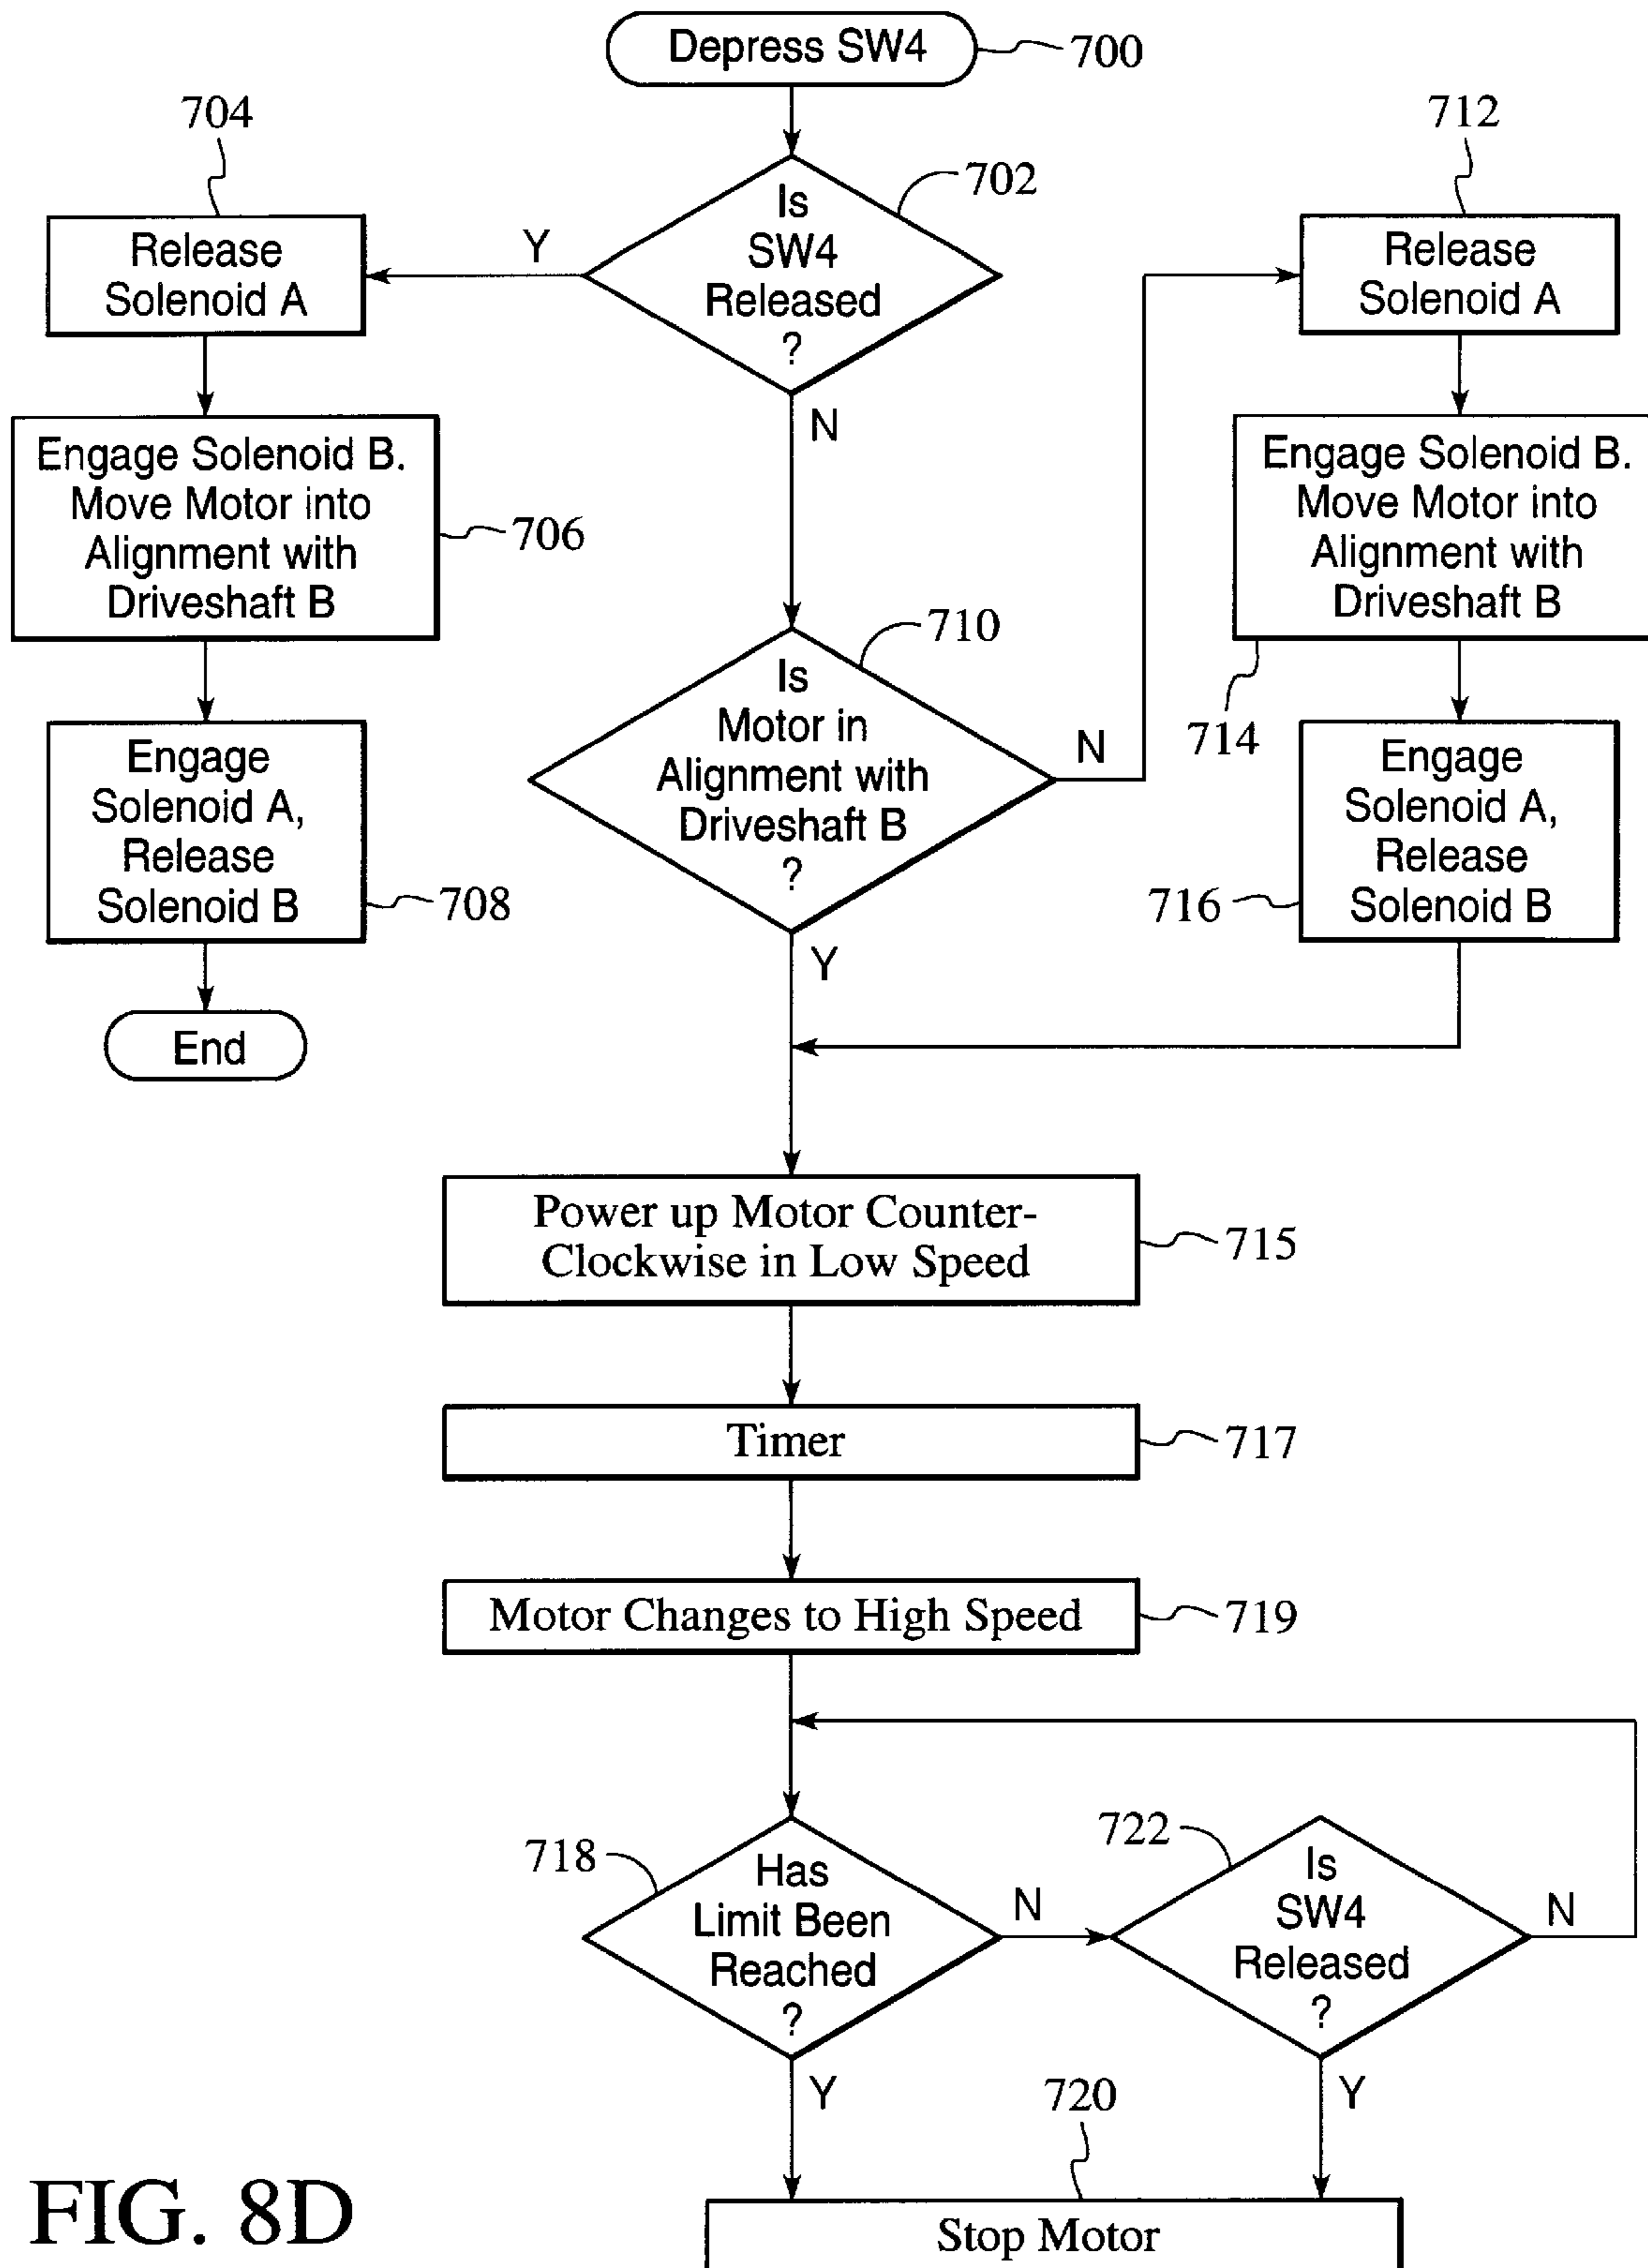 Depress SW4
700
704
712
702
Is
SW4
Released
?
Y
N
Release
Solenoid A
Release
Solenoid A
Engage Solenoid B.
Move Motor into
Alignment with
Driveshaft B
706
Engage Solenoid B.
Move Motor into
Alignment with
Driveshaft B
714
710
Is
Motor in
Alignment with
Driveshaft B
?
N
Y
Engage
Solenoid A,
Release
Solenoid B
708
Engage
Solenoid A,
Release
Solenoid B
716
End
Power up Motor Counter-
Clockwise in Low Speed
715
Timer
717
Motor Changes to High Speed
719
718
Has
Limit Been
Reached
?
N
Y
722
Is
SW4
Released
?
N
Y
720
Stop Motor
FIG. 8D